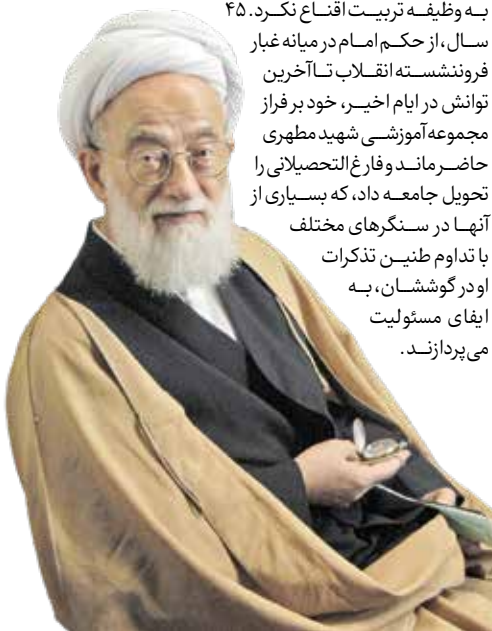 به وظیفه تربیت اقناع نکرد. ۴۵
سال، از حکم امام در میانه غبار
فروننشسته انقلاب تا آخرین
توانش در ایام اخیر، خود بر فراز
مجموعه آموزشی شهید مطهری
حاضر ماند و فارغ‌التحصیلانی را
تحویل جامعه داد، که بسیاری از
آنها در سنگرهای مختلف
با تداوم طنین تذکرات
او در گوششان، به
ایفای مسئولیت
می‌پردازند.